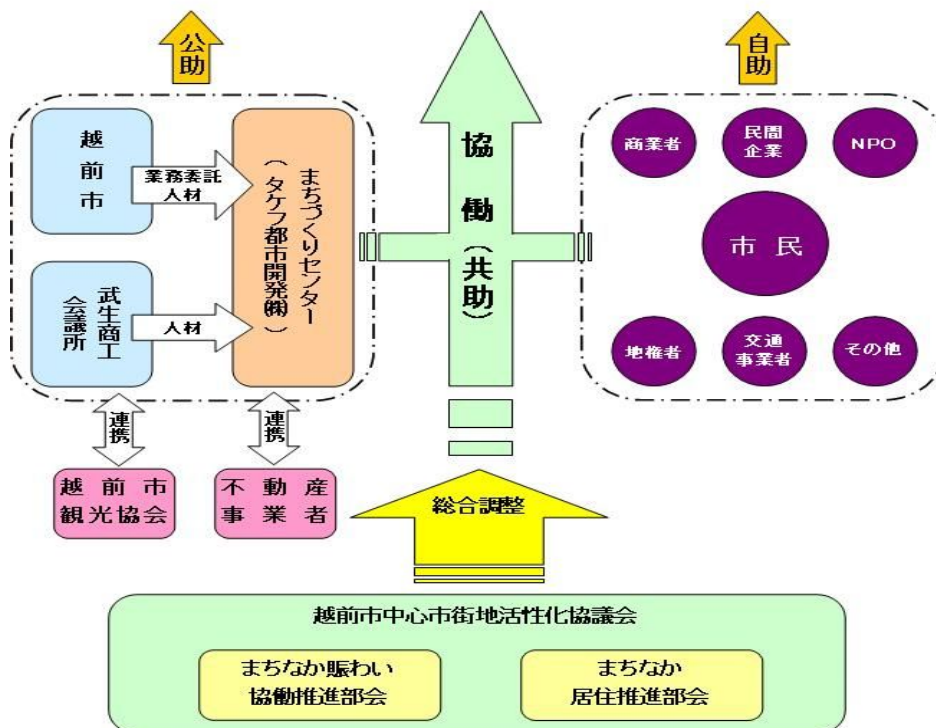 公助
越前市
業務委託
人材
武生商工
会議所
人材
まちづくりセンター
(タケフ都市開発㈱)
連携
連携
越前市
観光協会
不動産
事業者
協働(共助)
自助
商業者
民間
企業
NPO
市民
地権者
交通
事業者
その他
総合調整
越前市中心市街地活性化協議会
まちなか賑わい
協働推進部会
まちなか
居住推進部会